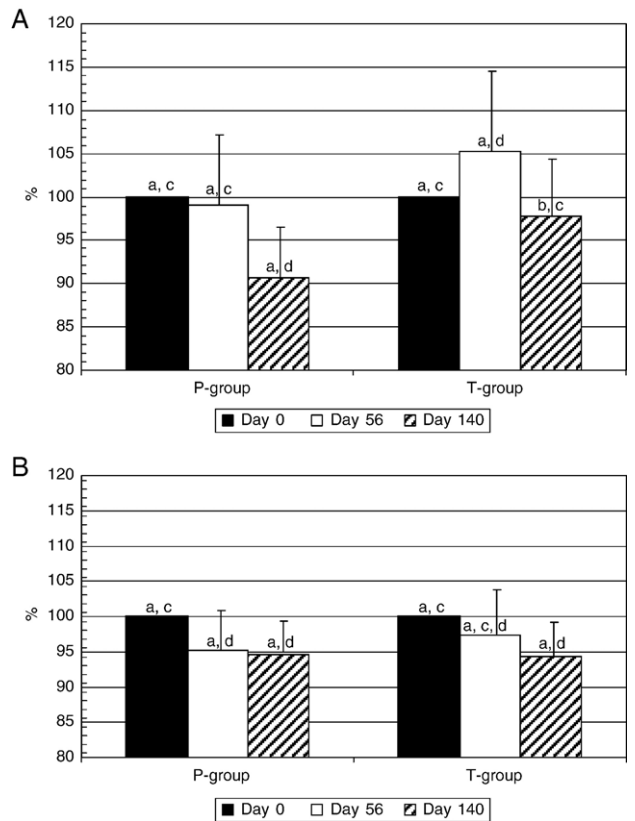 A
120
115
110
105
100
95
90
85
80
%
a, c
a, c
a, d
a, c
a, d
b, c
P-group
T-group
Day 0
Day 56
Day 140
B
120
115
110
105
100
95
90
85
80
%
a, c
a, d
a, d
a, c
a, c, d
a, d
P-group
T-group
Day 0
Day 56
Day 140